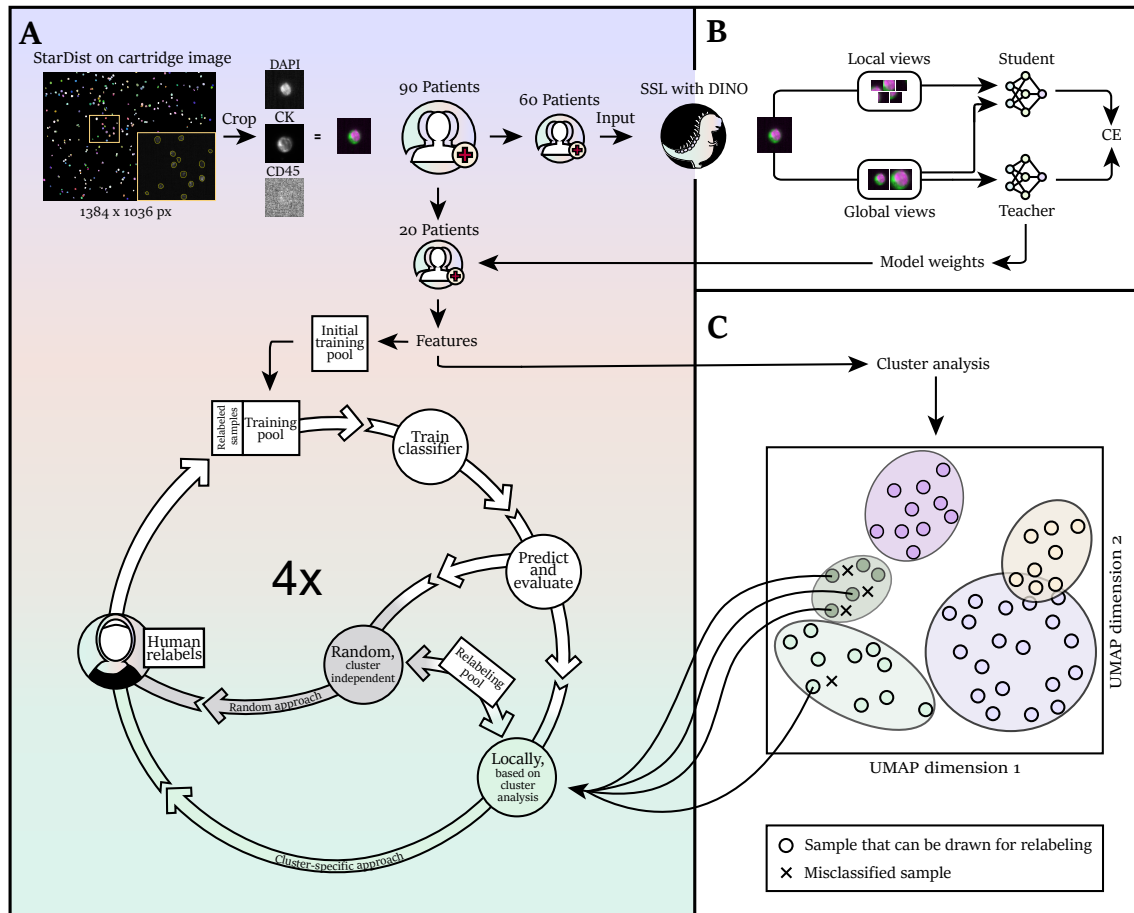 A
StarDist on cartridge image
1384 x 1036 px
Crop
DAPI
CK
CD45
=
90 Patients
60 Patients
Input
SSL with DINO
20 Patients
Features
Initial
training
pool
Relabeled
samples
Training
pool
Train
classifier
Predict
and
evaluate
4x
Human
relabels
Random,
cluster
independent
Relabeling
pool
Random approach
Locally,
based on
cluster
analysis
Cluster-specific approach
B
Local views
Student
CE
Global views
Teacher
Model weights
C
Cluster analysis
UMAP dimension 2
UMAP dimension 1
Sample that can be drawn for relabeling
Misclassified sample